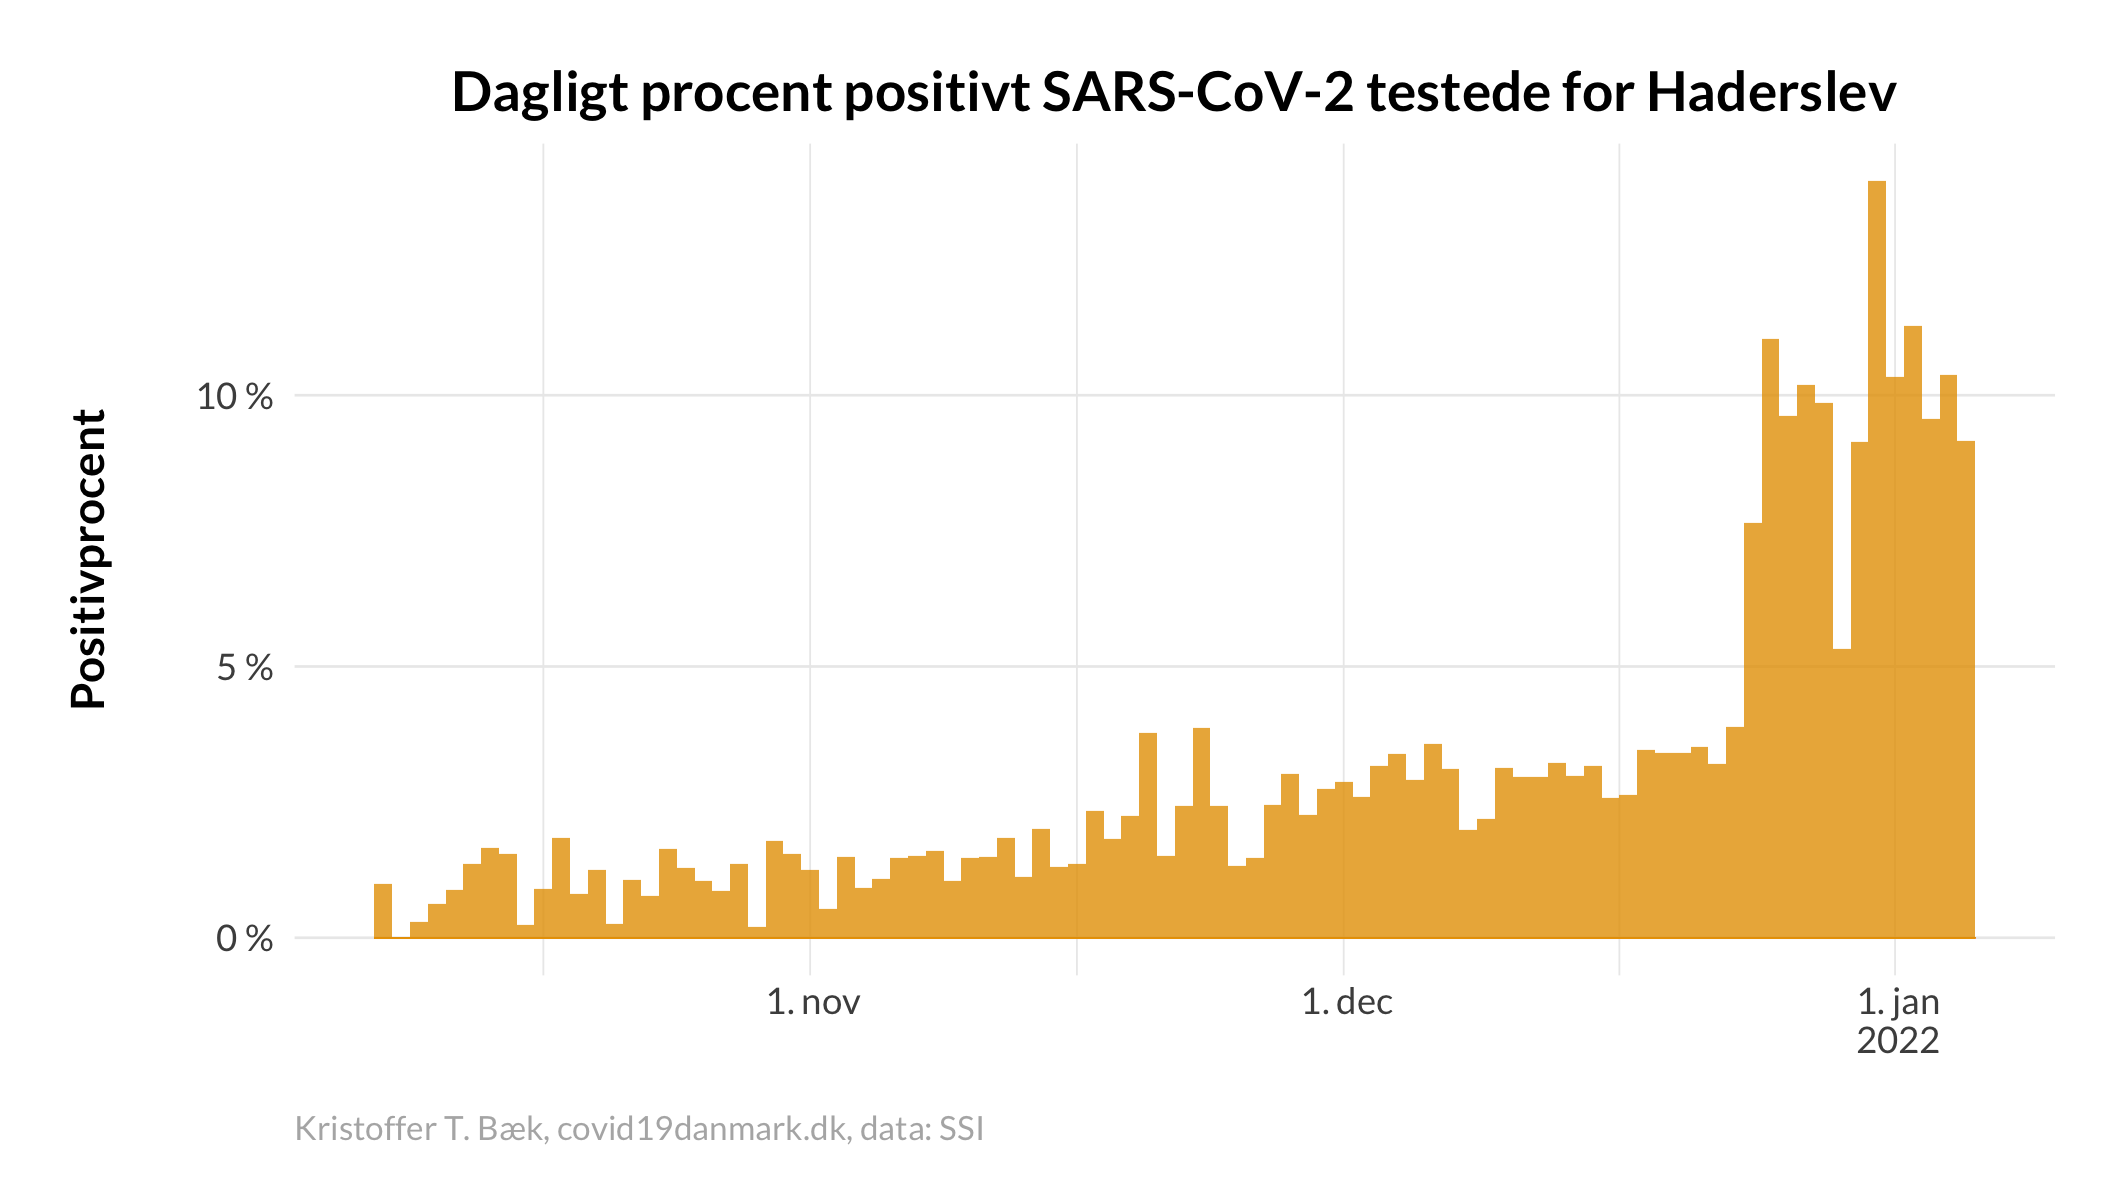 Dagligt procent positivt SARS-CoV-2 testede for Haderslev
Positivprocent
10 %
5 %
0 %
1. nov
1. dec
1. jan
2022
Kristoffer T. Bæk, covid19danmark.dk, data: SSI